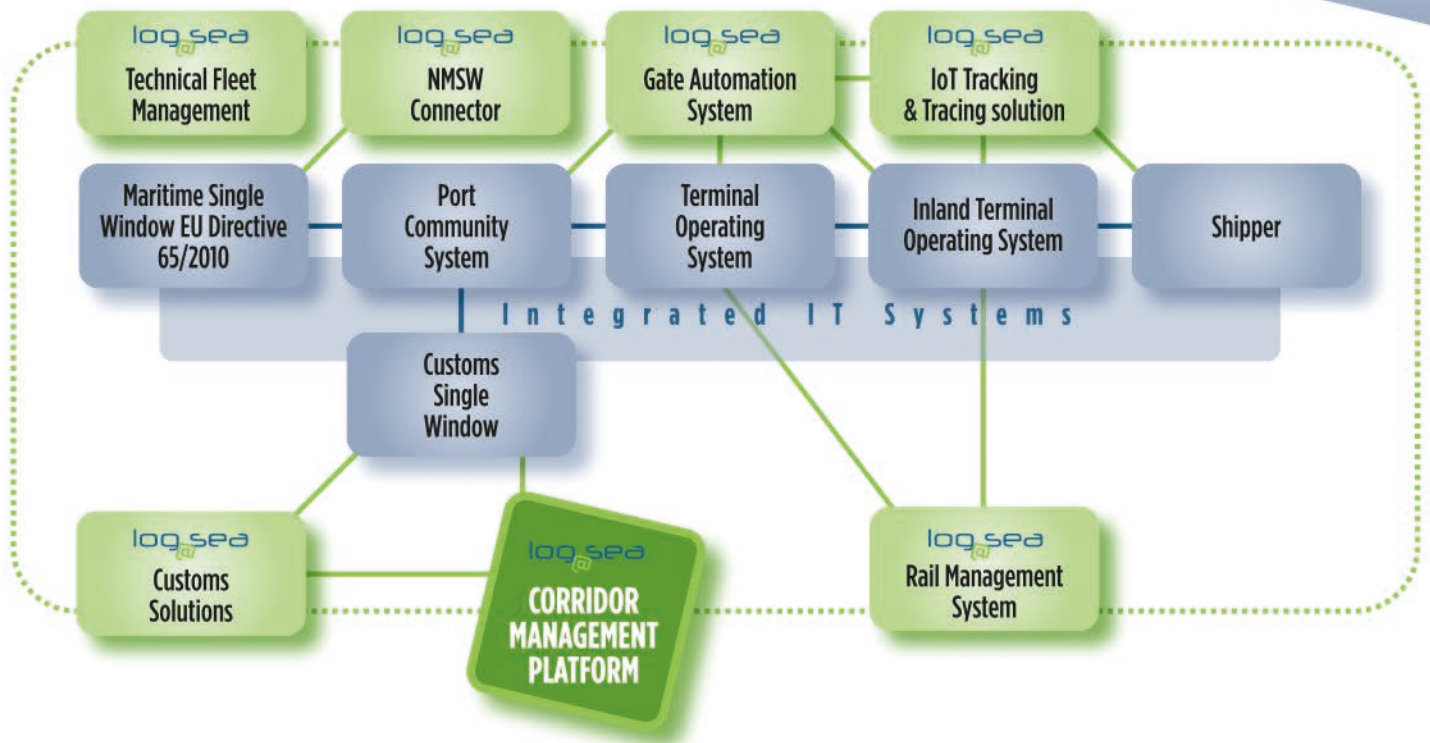 log@sea
Technical Fleet
Management
log@sea
NMSW
Connector
log@sea
Gate Automation
System
log@sea
IoT Tracking
& Tracing solution
Maritime Single
Window EU Directive
65/2010
Port
Community
System
Terminal
Operating
System
Inland Terminal
Operating System
Shipper
Integrated IT Systems
Customs
Single
Window
log@sea
Customs
Solutions
log@sea
CORRIDOR
MANAGEMENT
PLATFORM
log@sea
Rail Management
System